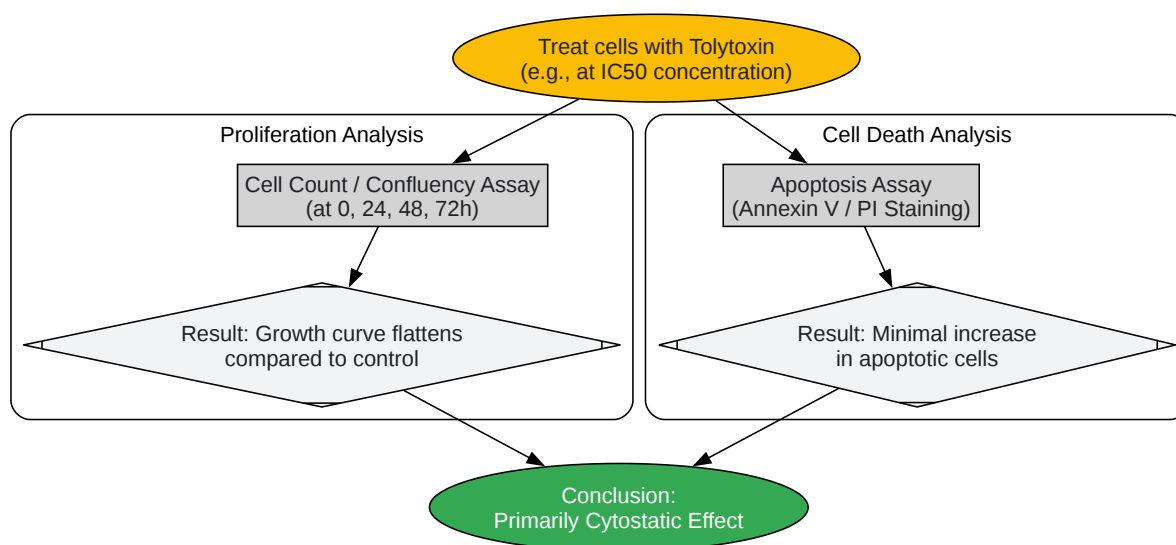 Treat cells with Tolytoxin
(e.g., at IC50 concentration)
Proliferation Analysis
Cell Count / Confluency Assay
(at 0, 24, 48, 72h)
Result: Growth curve flattens
compared to control
Cell Death Analysis
Apoptosis Assay
(Annexin V / PI Staining)
Result: Minimal increase
in apoptotic cells
Conclusion:
Primarily Cytostatic Effect